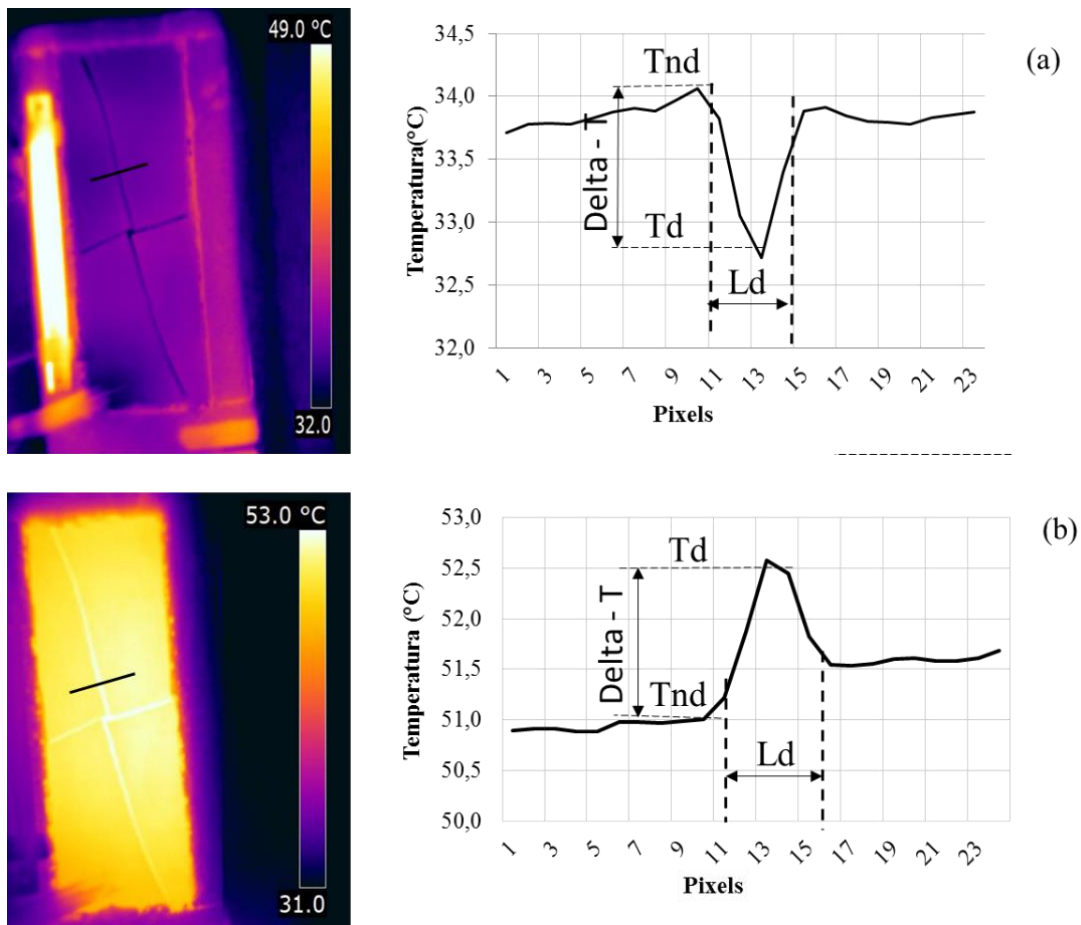 49.0 °C
32.0
(a)
34,5
34,0
33,5
33,0
32,5
32,0
Temperatura(°C)
Tnd
Delta - T
Td
Ld
1 3 5 7 9 11 13 15 17 19 21 23
Pixels
53.0 °C
31.0
(b)
53,0
52,5
52,0
51,5
51,0
50,5
50,0
Temperatura (°C)
Td
Delta - T
Tnd
Ld
1 3 5 7 9 11 13 15 17 19 21 23
Pixels